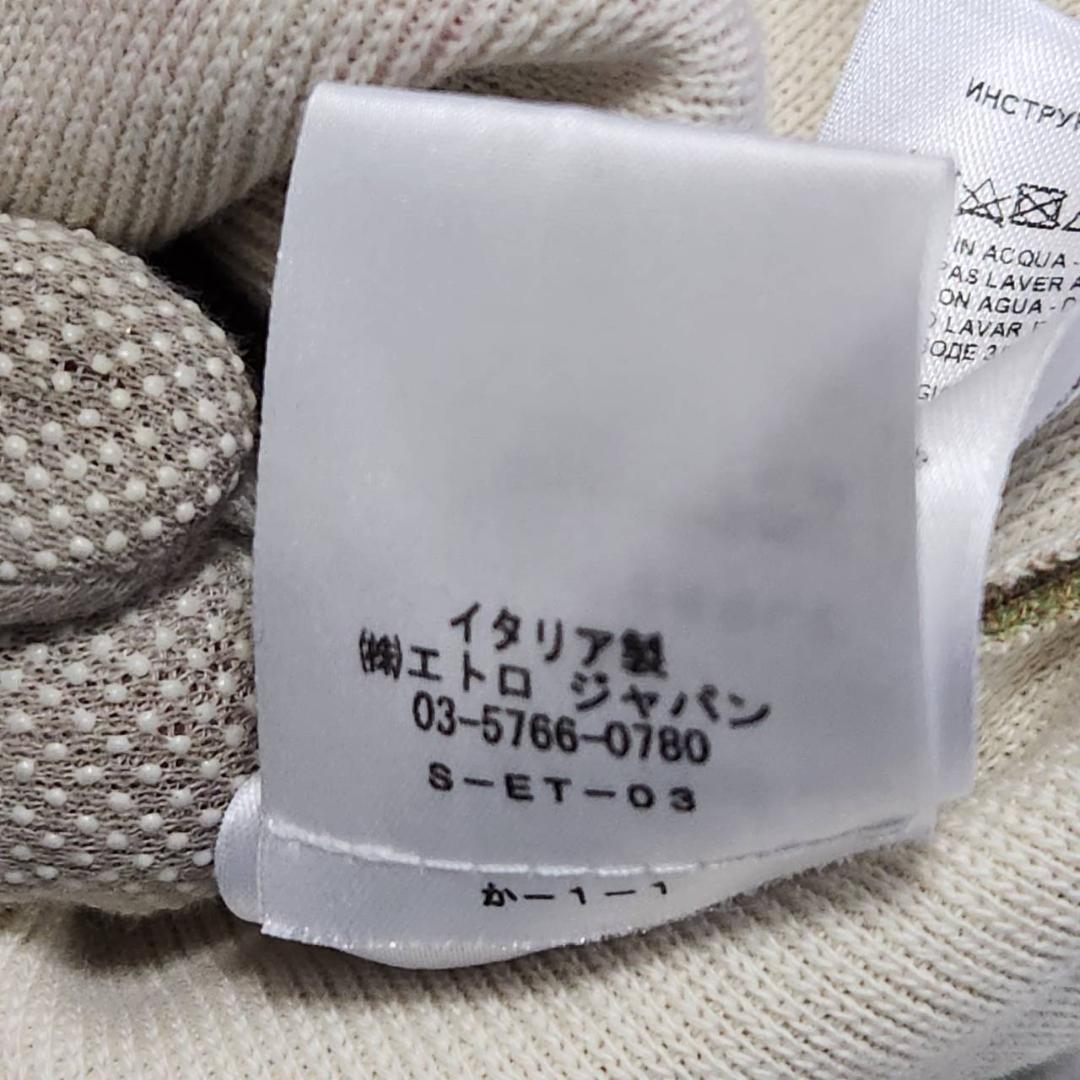 イタリア製
㈱エトロ ジャパン
03-5766-0780
S-ET-03
か-1-1
ИНСТРУ
IN ACQUA -
PAS LAVER
ON AGUA -
LAVAR